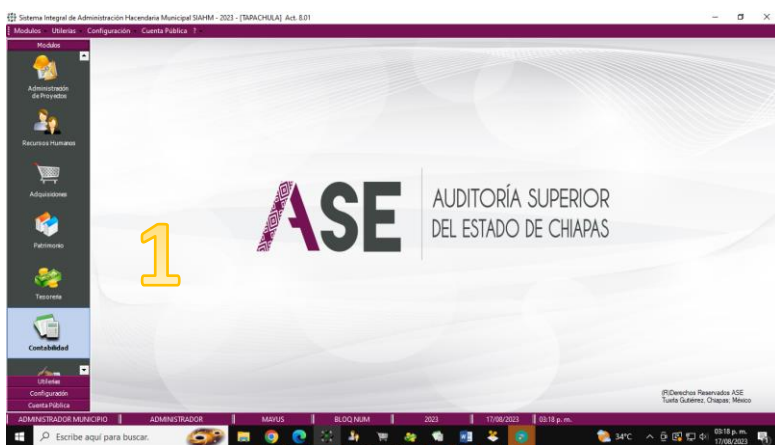 Sistema Integral de Administración Hacendaria Municipal SIAHM - 2023 - [TAPACHULA] Act. 8.01
Modulos Utilerias Configuración Cuenta Pública ?
Modulos
Administración
de Proyectos
Recursos Humanos
Adquisiciones
Patrimonio
Tesoreria
Contabilidad
Utilerias
Configuración
Cuenta Pública
1
ASE
AUDITORÍA SUPERIOR
DEL ESTADO DE CHIAPAS
(R)Derechos Reservados ASE
Tuxtla Gutiérrez, Chiapas; México
ADMINISTRADOR MUNICIPIO ADMINISTRADOR MAYUS BLOQ NUM 2023 17/08/2023 03:18 p. m.
Escribe aquí para buscar. 34°C 03:18 p. m.
17/08/2023